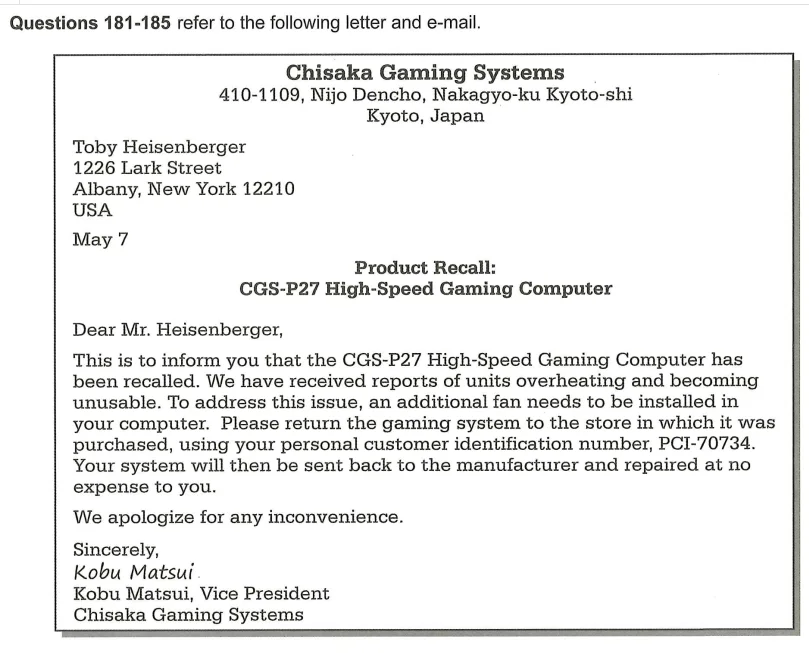 Questions 181-185 refer to the following letter and e-mail.
Chisaka Gaming Systems
410-1109, Nijo Dencho, Nakagyo-ku Kyoto-shi
Kyoto, Japan
Toby Heisenberger
1226 Lark Street
Albany, New York 12210
USA
May 7
Product Recall:
CGS-P27 High-Speed Gaming Computer
Dear Mr. Heisenberger,
This is to inform you that the CGS-P27 High-Speed Gaming Computer has
been recalled. We have received reports of units overheating and becoming
unusable. To address this issue, an additional fan needs to be installed in
your computer. Please return the gaming system to the store in which it was
purchased, using your personal customer identification number, PCI-70734.
Your system will then be sent back to the manufacturer and repaired at no
expense to you.
We apologize for any inconvenience.
Sincerely,
Kobu Matsui
Kobu Matsui, Vice President
Chisaka Gaming Systems